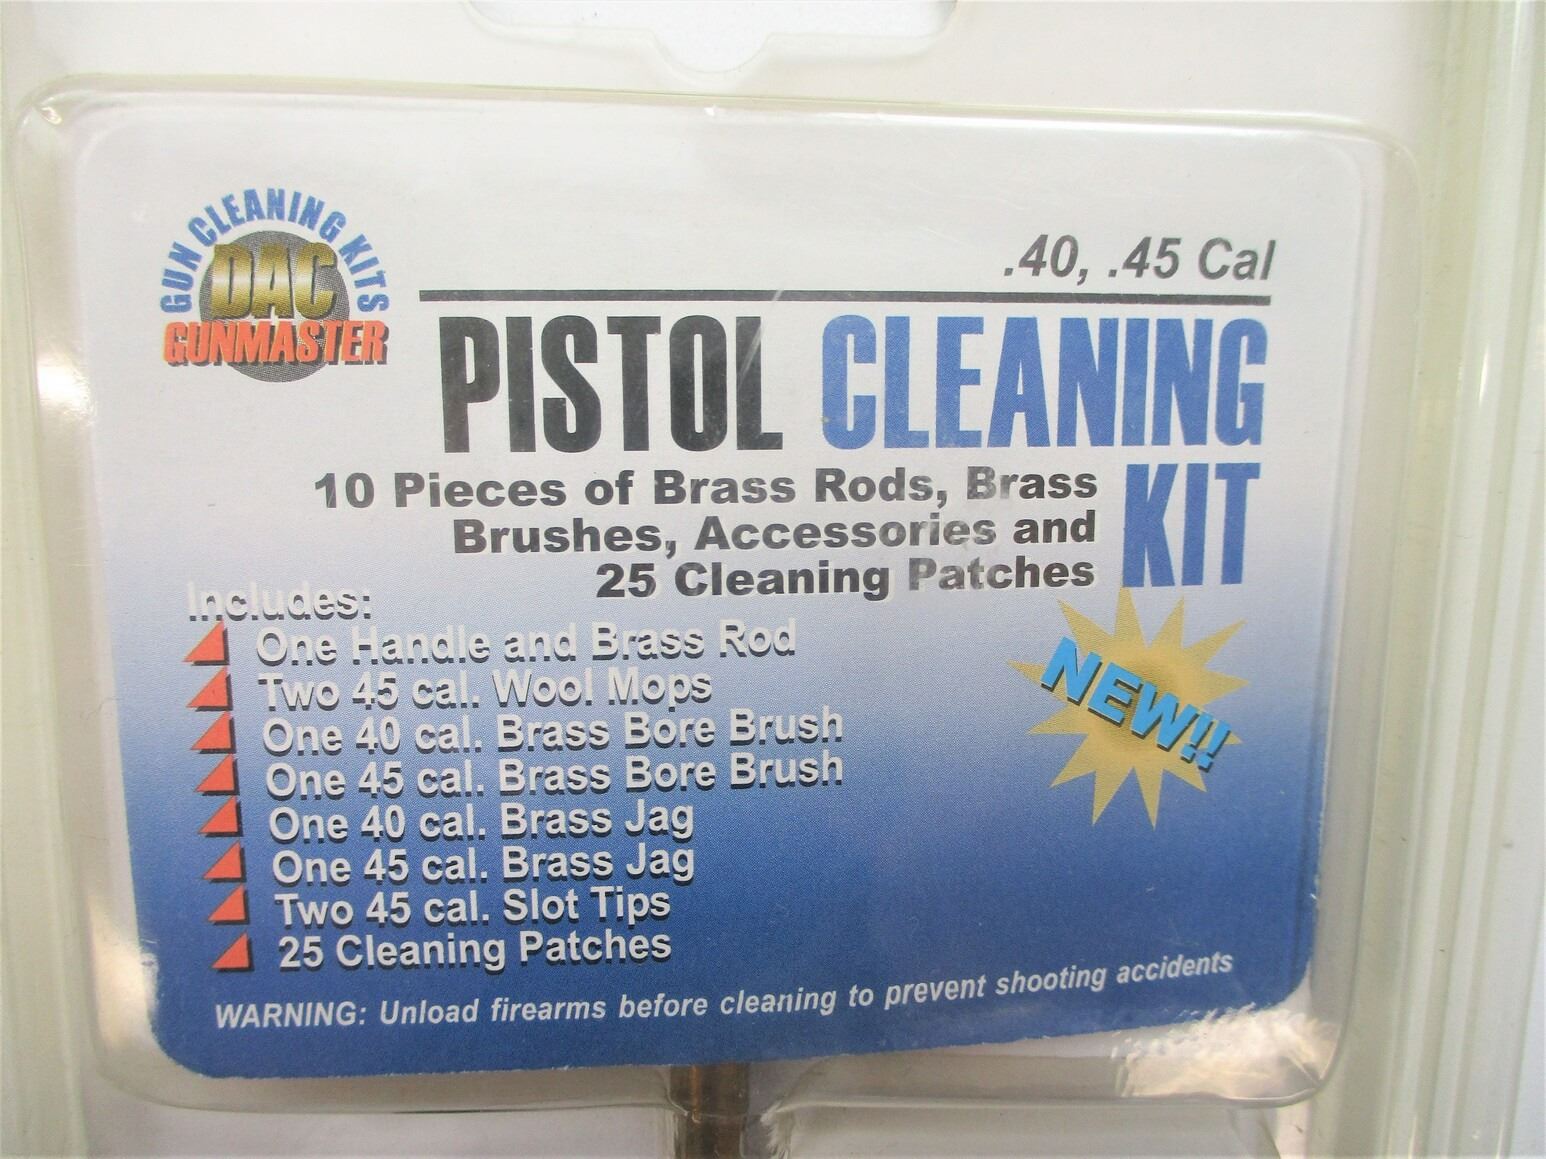 GUN CLEANING KITS
DAC
GUNMASTER
.40, .45 Cal
PISTOL CLEANING
KIT
10 Pieces of Brass Rods, Brass
Brushes, Accessories and
25 Cleaning Patches
Includes:
One Handle and Brass Rod
Two 45 cal. Wool Mops
One 40 cal. Brass Bore Brush
One 45 cal. Brass Bore Brush
One 40 cal. Brass Jag
One 45 cal. Brass Jag
Two 45 cal. Slot Tips
25 Cleaning Patches
NEW!!
WARNING: Unload firearms before cleaning to prevent shooting accidents